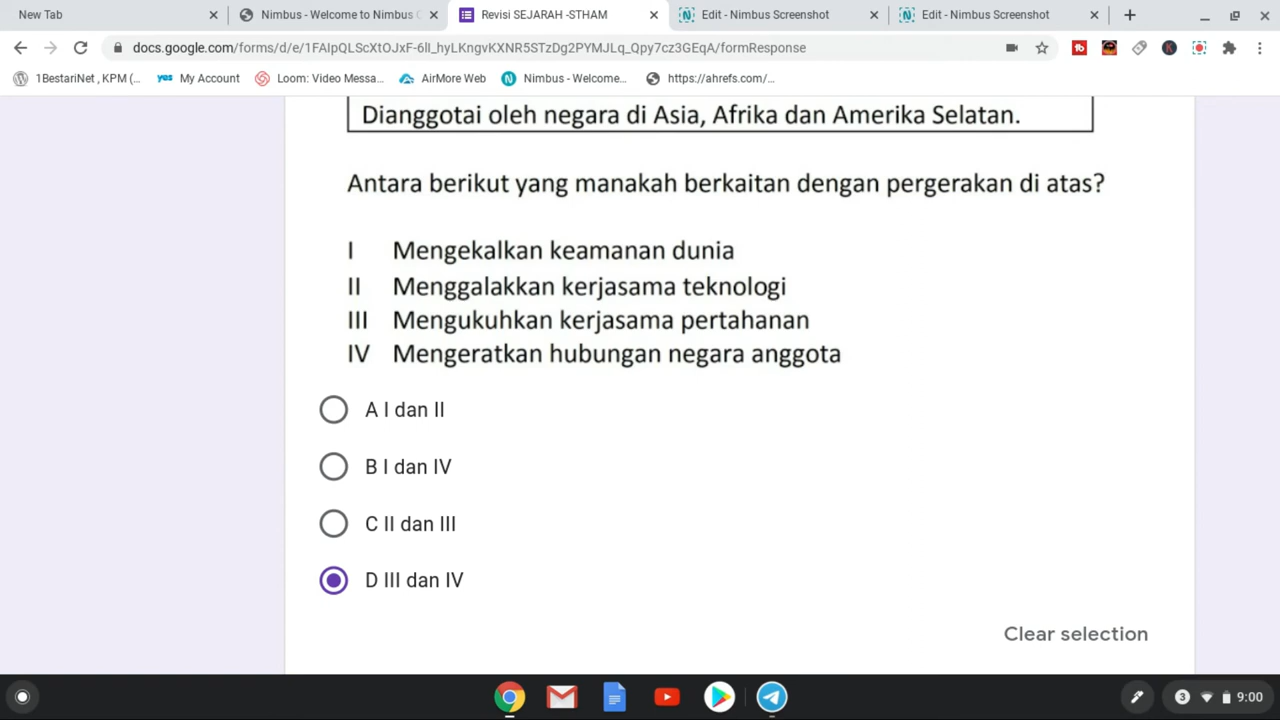 New Tab
Nimbus - Welcome to Nimbus
Revisi SEJARAH -STHAM
Edit - Nimbus Screenshot
Edit - Nimbus Screenshot
docs.google.com/forms/d/e/1FAIpQLScXtOJxF-6lI_hyLKngvlXKNR5STzDg2PYMJLq_Qpy7cz3GEqA/formResponse
1BestariNet , KPM (...
yes My Account
Loom: Video Messa...
AirMore Web
Nimbus - Welcome...
https://ahrefs.com/...
Dianggotai oleh negara di Asia, Afrika dan Amerika Selatan.
Antara berikut yang manakah berkaitan dengan pergerakan di atas?
I Mengekalkan keamanan dunia
II Menggalakkan kerjasama teknologi
III Mengukuhkan kerjasama pertahanan
IV Mengeratkan hubungan negara anggota
A I dan II
B I dan IV
C II dan III
D III dan IV
Clear selection
3 9:00